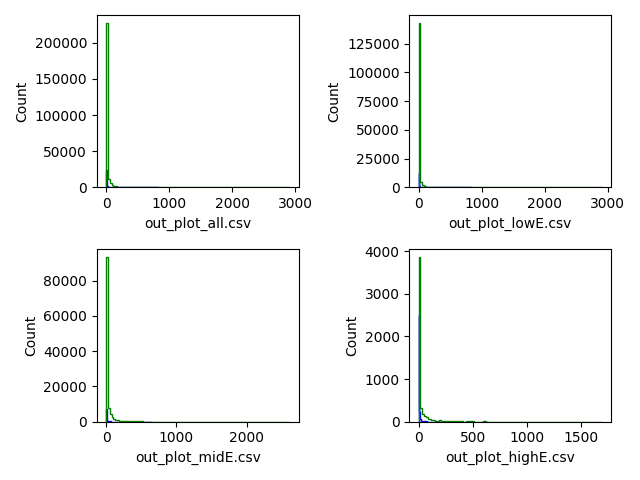 200000
150000
100000
50000
0
Count
0 1000 2000 3000
out_plot_all.csv
125000
100000
75000
50000
25000
0
Count
0 1000 2000 3000
out_plot_lowE.csv
80000
60000
40000
20000
0
Count
0 1000 2000
out_plot_midE.csv
4000
3000
2000
1000
0
Count
0 500 1000 1500
out_plot_highE.csv